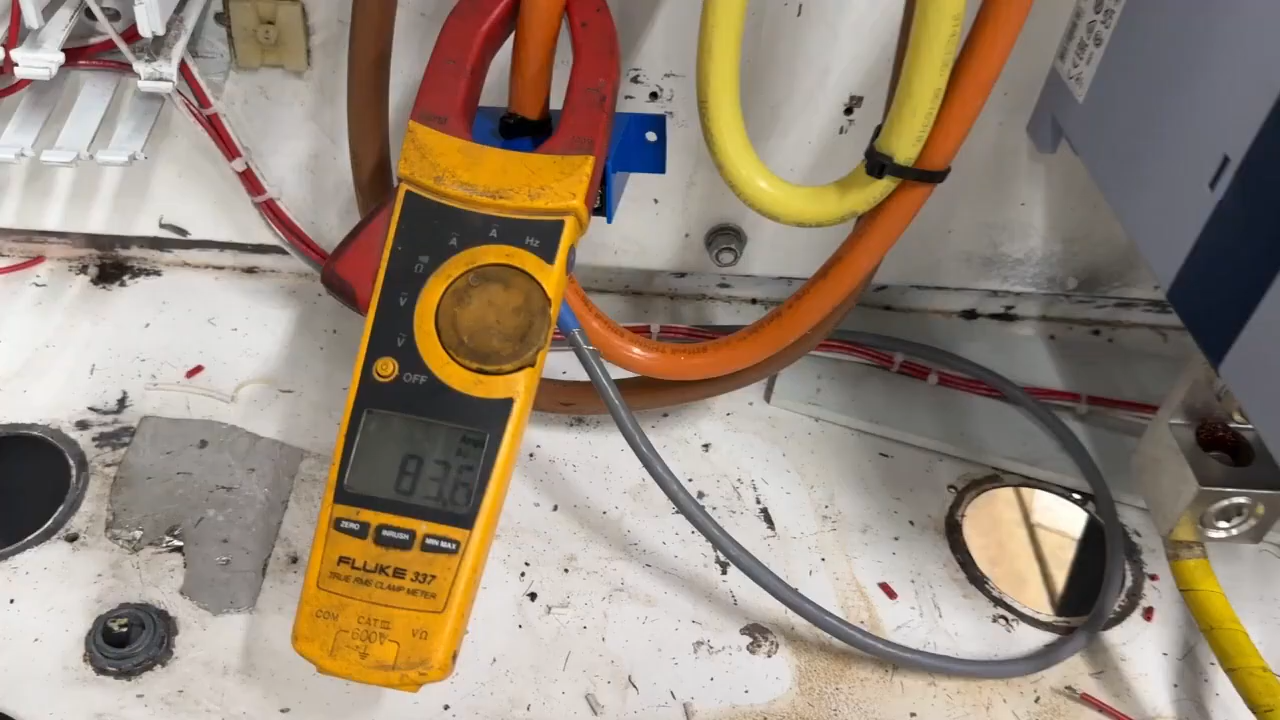 Hz
A
A
Ω
V
V
OFF
83.6
ZERO
INRUSH
MIN MAX
FLUKE 337
TRUE RMS CLAMP METER
COM
CAT III
VΩ
600V